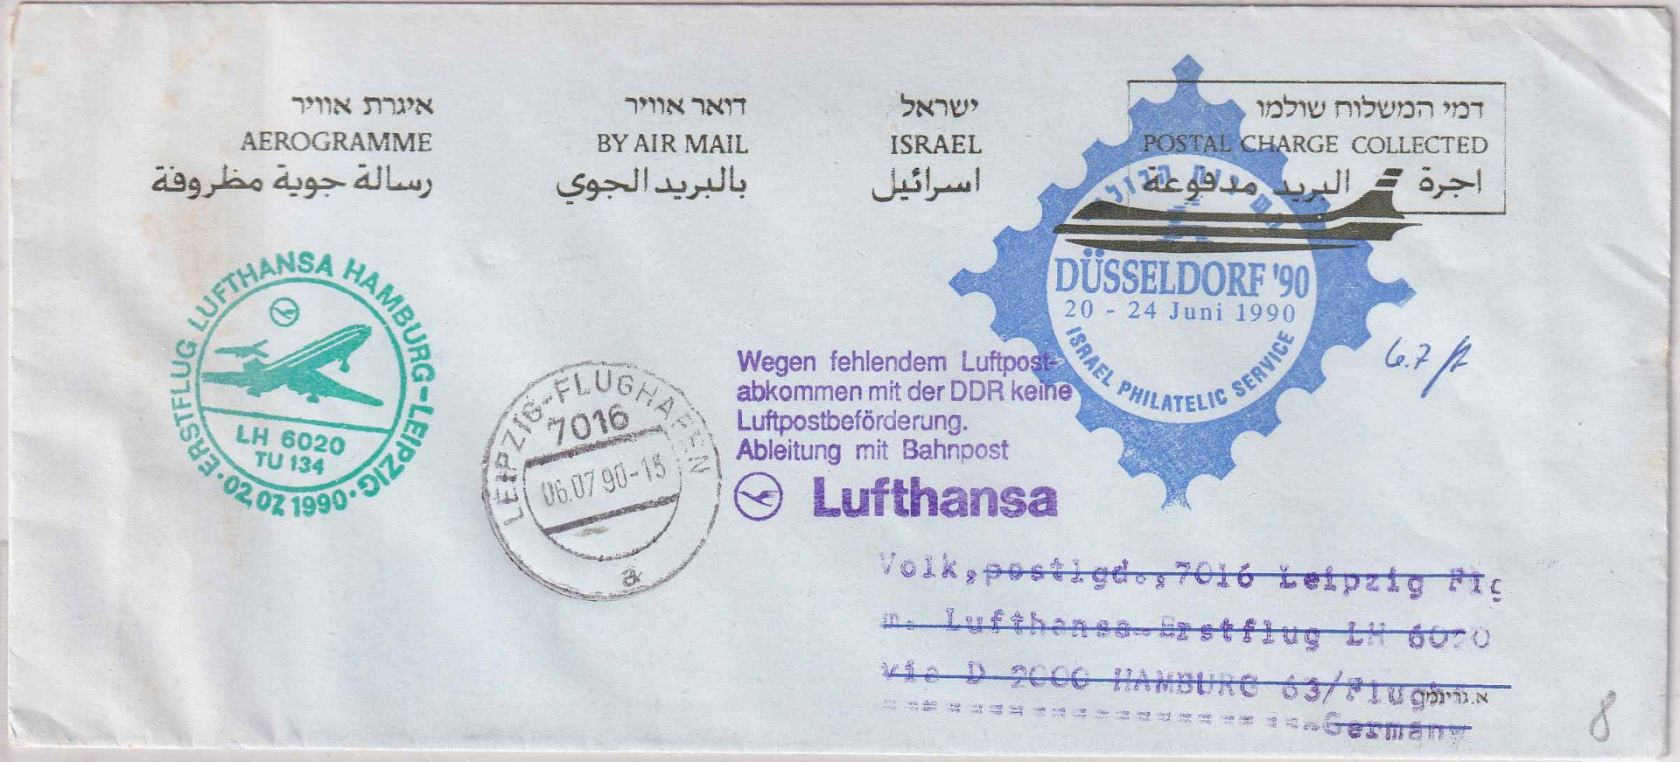 איגרת אוויר
AEROGRAMME
رسالة جوية مظروفة
דואר אוויר
BY AIR MAIL
بالبريد الجوي
ישראל
ISRAEL
اسرائيل
דמי המשלוח שולמו
POSTAL CHARGE COLLECTED
اجرة البريد مدفوعة
DÜSSELDORF '90
20 - 24 Juni 1990
ISRAEL PHILATELIC SERVICE
6.7
ERSTFLUG LUFTHANSA HAMBURG-LEIPZIG
LH 6020
TU 134
·02.07.1990·
LEIPZIG-FLUGHAFEN
7016
06.07.90-15
a
Wegen fehlendem Luftpost-
abkommen mit der DDR keine
Luftpostbeförderung.
Ableitung mit Bahnpost
Lufthansa
Volk, postlgd., 7016 Leipzig Flg
m. Lufthansa-Erstflug LH 6020
via D 2000 HAMBURG 63/Flugh
Germany
8